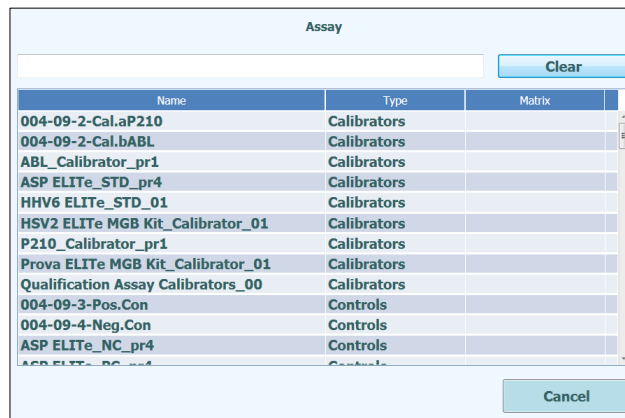 Assay
Clear
Name Type Matrix
004-09-2-Cal.aP210 Calibrators
004-09-2-Cal.bABL Calibrators
ABL_Calibrator_pr1 Calibrators
ASP ELITe_STD_pr4 Calibrators
HHV6 ELITe_STD_01 Calibrators
HSV2 ELITe MGB Kit_Calibrator_01 Calibrators
P210_Calibrator_pr1 Calibrators
Prova ELITe MGB Kit_Calibrator_01 Calibrators
Qualification Assay Calibrators_00 Calibrators
004-09-3-Pos.Con Controls
004-09-4-Neg.Con Controls
ASP ELITe_NC_pr4 Controls
Cancel